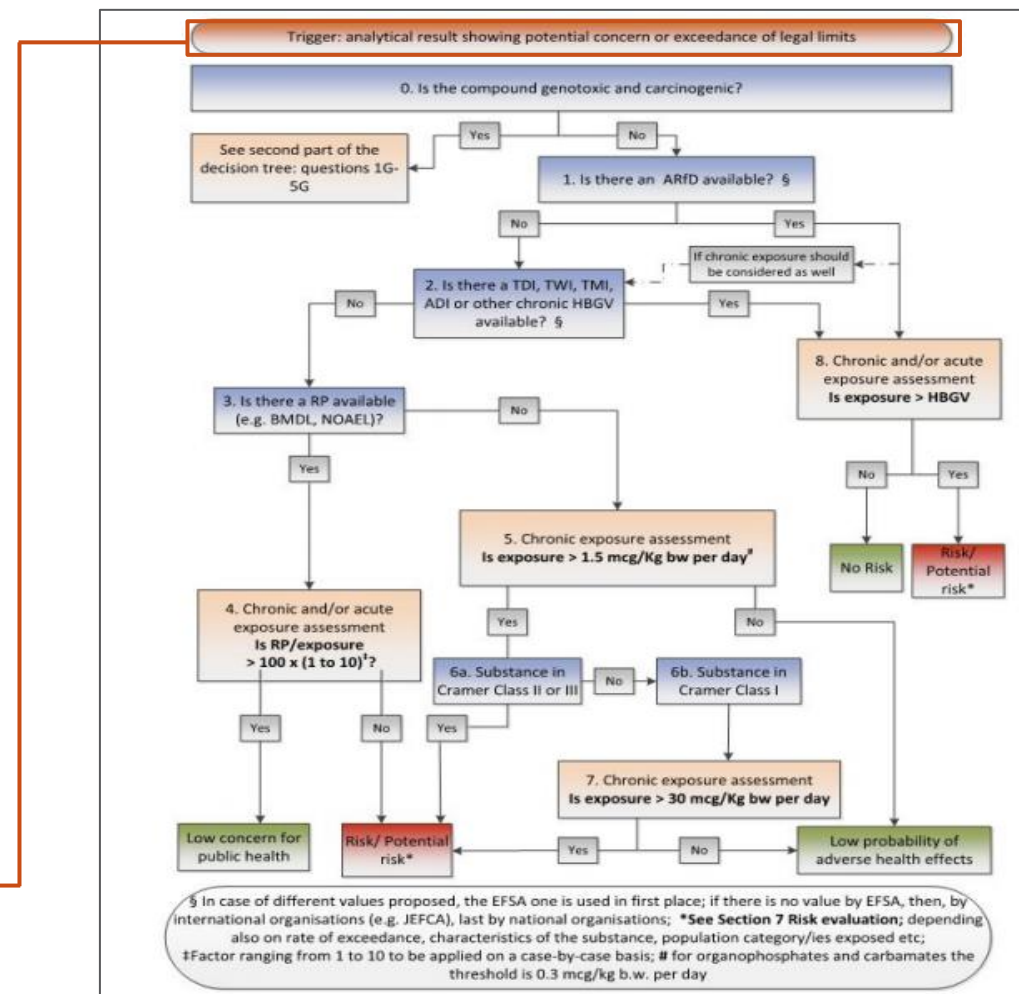 Trigger: analytical result showing potential concern or exceedance of legal limits
0. Is the compound genotoxic and carcinogenic?
Yes
No
See second part of the
decision tree: questions 1G-
5G
1. Is there an ARfD available? §
No
Yes
If chronic exposure should
be considered as well
2. Is there a TDI, TWI, TMI,
ADI or other chronic HBGV
available? §
No
Yes
8. Chronic and/or acute
exposure assessment
Is exposure > HBGV
3. Is there a RP available
(e.g. BMDL, NOAEL)?
No
Yes
No
Yes
5. Chronic exposure assessment
Is exposure > 1.5 mcg/Kg bw per day#
No Risk
Risk/
Potential
risk*
4. Chronic and/or acute
exposure assessment
Is RP/exposure
> 100 x (1 to 10)‡?
Yes
No
6a. Substance in
Cramer Class II or III
No
6b. Substance in
Cramer Class I
Yes
No
Yes
7. Chronic exposure assessment
Is exposure > 30 mcg/Kg bw per day
Low concern for
public health
Risk/ Potential
risk*
Yes
No
Low probability of
adverse health effects
§ In case of different values proposed, the EFSA one is used in first place; if there is no value by EFSA, then, by
international organisations (e.g. JEFCA), last by national organisations; *See Section 7 Risk evaluation; depending
also on rate of exceedance, characteristics of the substance, population category/ies exposed etc;
‡Factor ranging from 1 to 10 to be applied on a case-by-case basis; # for organophosphates and carbamates the
threshold is 0.3 mcg/kg b.w. per day